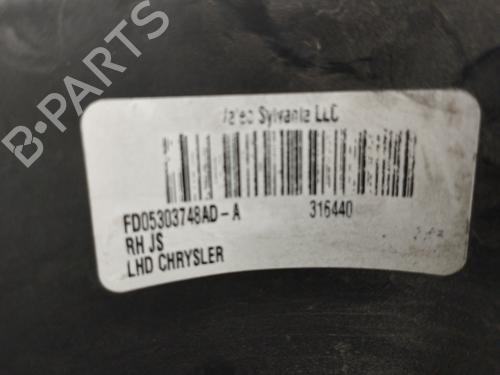 Valeo Sylvania LLC
FD05303748AD-A 316440
RH JS
LHD CHRYSLER
B-PARTS